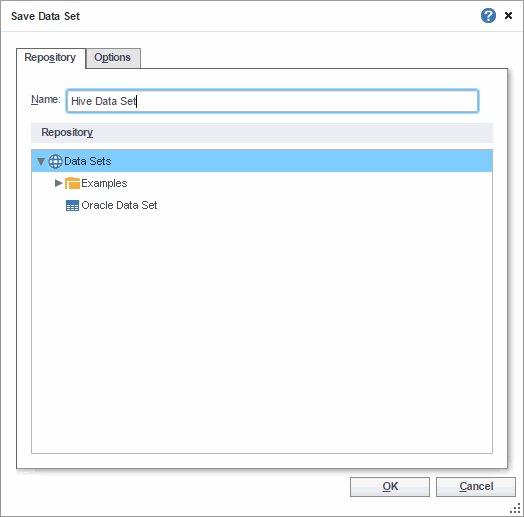 Save Data Set
?
Repository
Options
Name: Hive Data Set
Repository
Data Sets
Examples
Oracle Data Set
OK
Cancel